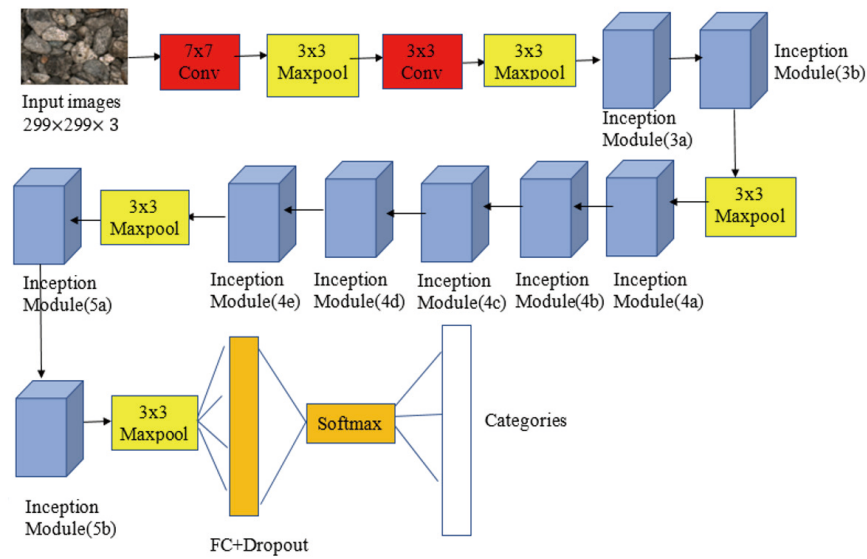 Input images
299×299× 3
7x7
Conv
3x3
Maxpool
3x3
Conv
3x3
Maxpool
Inception
Module(3a)
Inception
Module(3b)
3x3
Maxpool
Inception
Module(4a)
Inception
Module(4b)
Inception
Module(4c)
Inception
Module(4d)
Inception
Module(4e)
3x3
Maxpool
Inception
Module(5a)
Inception
Module(5b)
3x3
Maxpool
FC+Dropout
Softmax
Categories